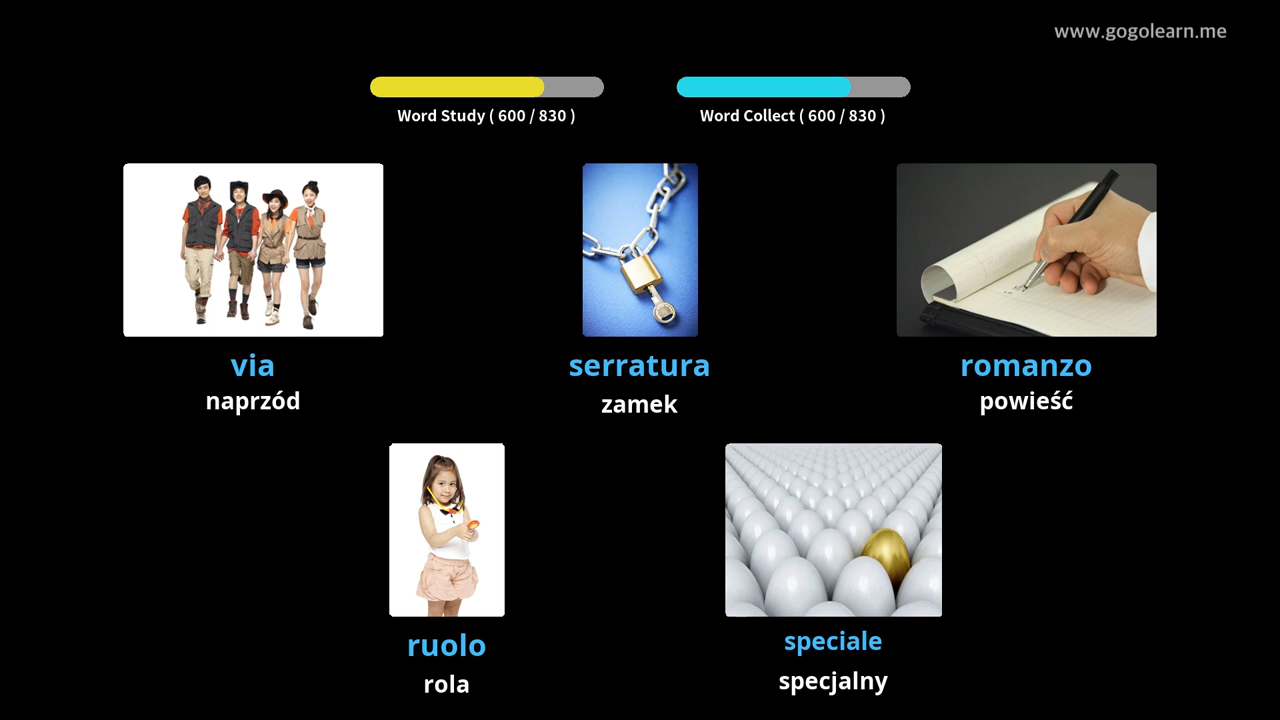 www.gogolearn.me
Word Study ( 600 / 830 )
Word Collect ( 600 / 830 )
via
naprzód
serratura
zamek
romanzo
powieść
ruolo
rola
speciale
specjalny